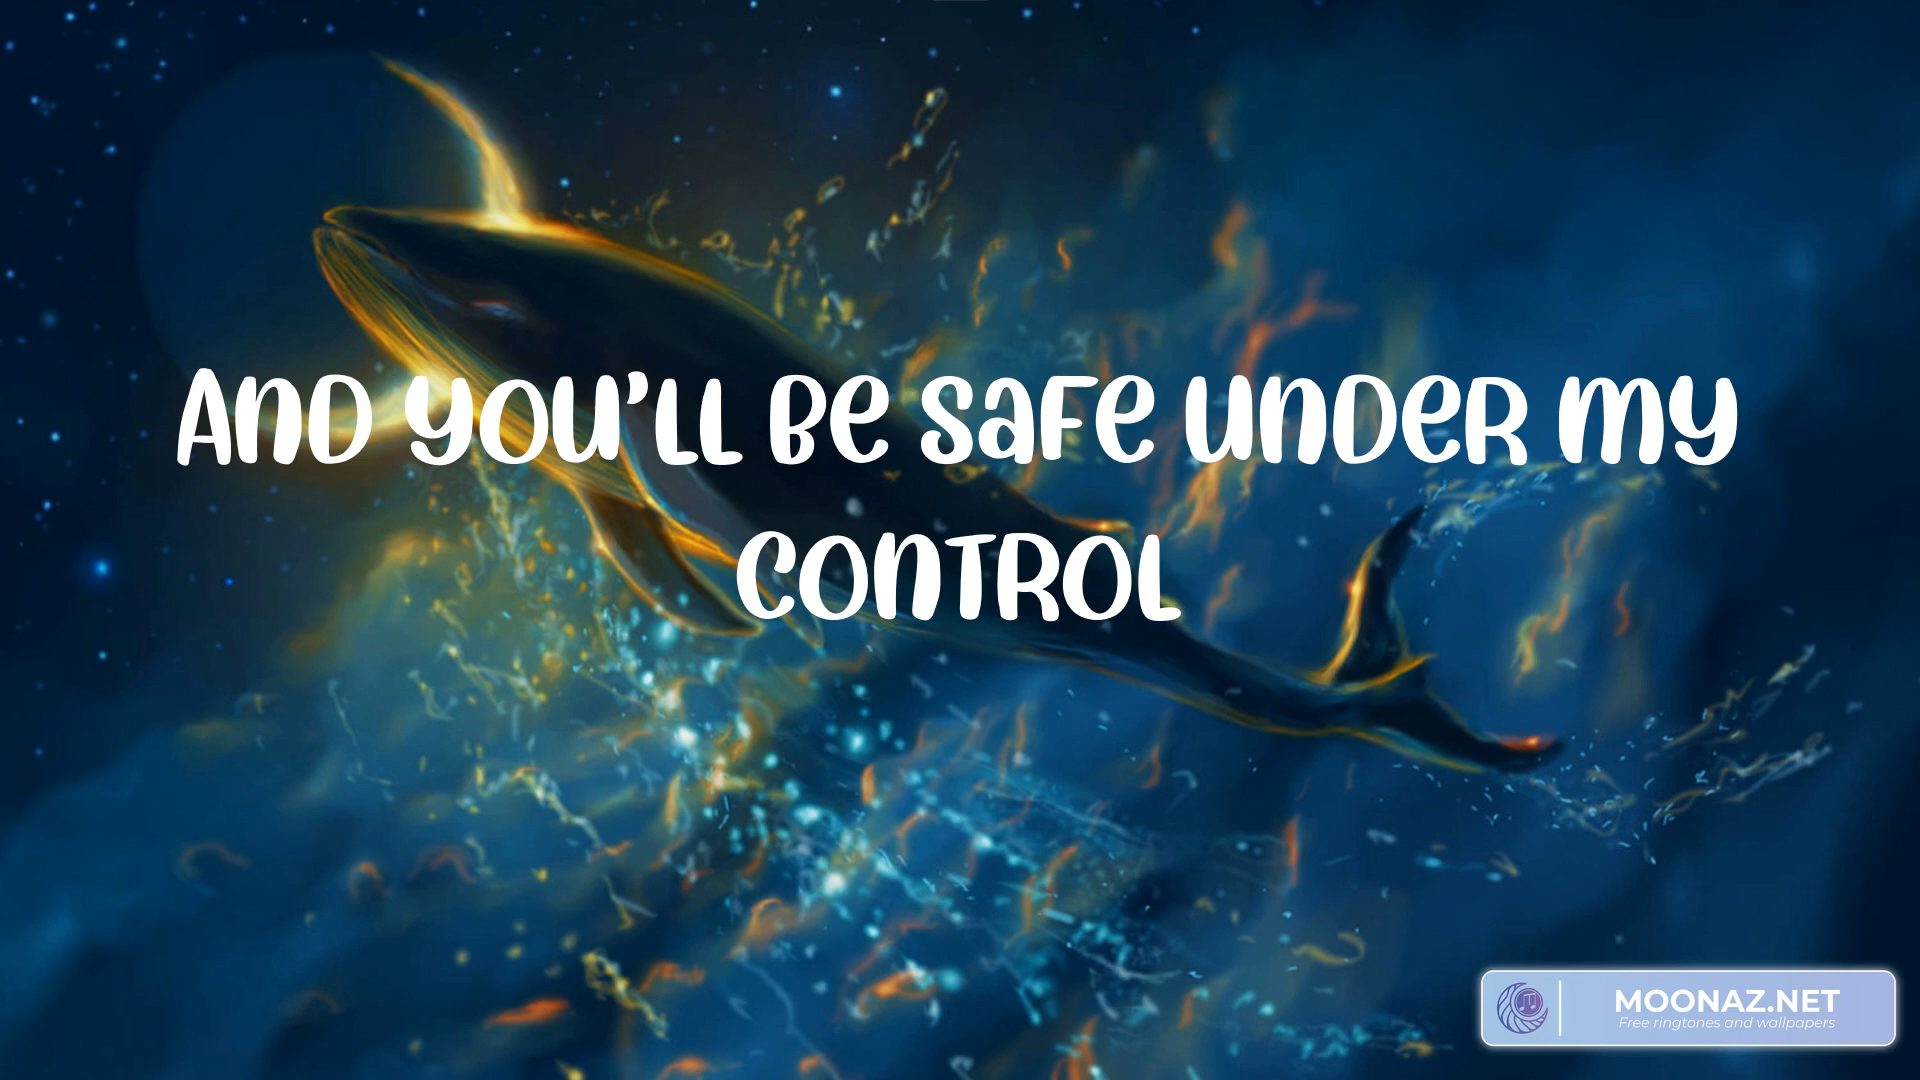 AND YOU'LL BE SAFE UNDER MY
CONTROL
MOONAZ.NET
Free ringtones and wallpapers